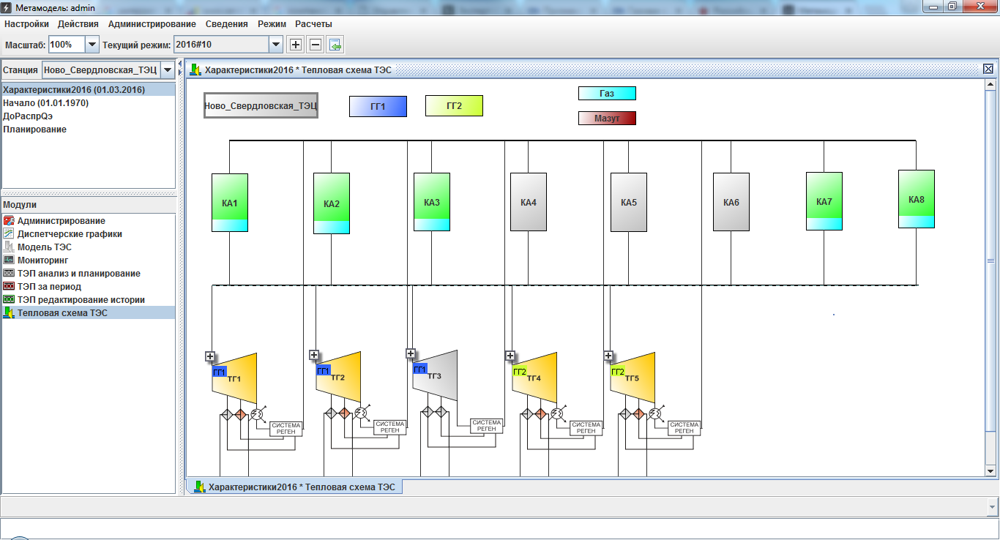 Метамодель: admin
Настройки Действия Администрирование Сведения Режим Расчеты
Масштаб: 100% Текущий режим: 2016#10
Станция Ново_Свердловская_ТЭЦ
Характеристики2016 (01.03.2016)
Начало (01.01.1970)
ДоРаспрQэ
Планирование
Модули
Администрирование
Диспетчерские графики
Модель ТЭС
Мониторинг
ТЭП анализ и планирование
ТЭП за период
ТЭП редактирование истории
Тепловая схема ТЭС
Характеристики2016 * Тепловая схема ТЭС
Ново_Свердловская_ТЭЦ ГГ1 ГГ2 Газ
Мазут
КА1 КА2 КА3 КА4 КА5 КА6 КА7 КА8
ГГ1 ГГ1 ГГ1 ГГ2 ГГ2
ТГ1 ТГ2 ТГ3 ТГ4 ТГ5
СИСТЕМА СИСТЕМА СИСТЕМА СИСТЕМА СИСТЕМА
РЕГЕН РЕГЕН РЕГЕН РЕГЕН РЕГЕН
Характеристики2016 * Тепловая схема ТЭС